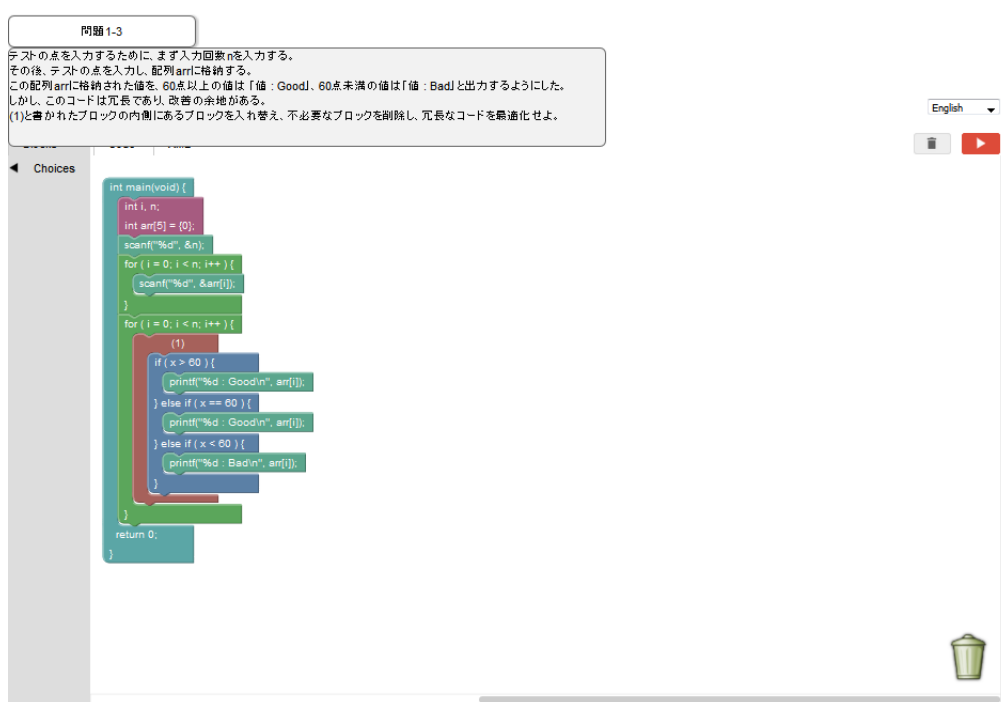 問題1-3
テストの点を入力するために、まず入力回数nを入力する。
その後、テストの点を入力し、配列arrに格納する。
この配列arrに格納された値を、60点以上の値は「値 : Good」、60点未満の値は「値 : Bad」と出力するようにした。
しかし、このコードは冗長であり、改善の余地がある。
(1)と書かれたブロックの内側にあるブロックを入れ替え、不必要なブロックを削除し、冗長なコードを最適化せよ。
English
Choices
int main(void) {
int i, n;
int arr[5] = {0};
scanf("%d", &n);
for ( i = 0; i < n; i++ ) {
scanf("%d", &arr[i]);
}
for ( i = 0; i < n; i++ ) {
(1)
if ( x > 60 ) {
printf("%d : Good\n", arr[i]);
} else if ( x == 60 ) {
printf("%d : Good\n", arr[i]);
} else if ( x < 60 ) {
printf("%d : Bad\n", arr[i]);
}
}
return 0;
}